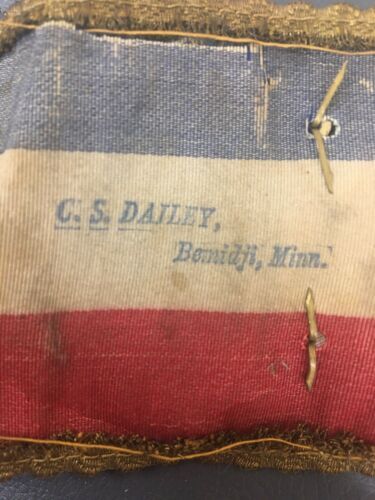 C. S. DAILEY,
Bemidji, Minn.